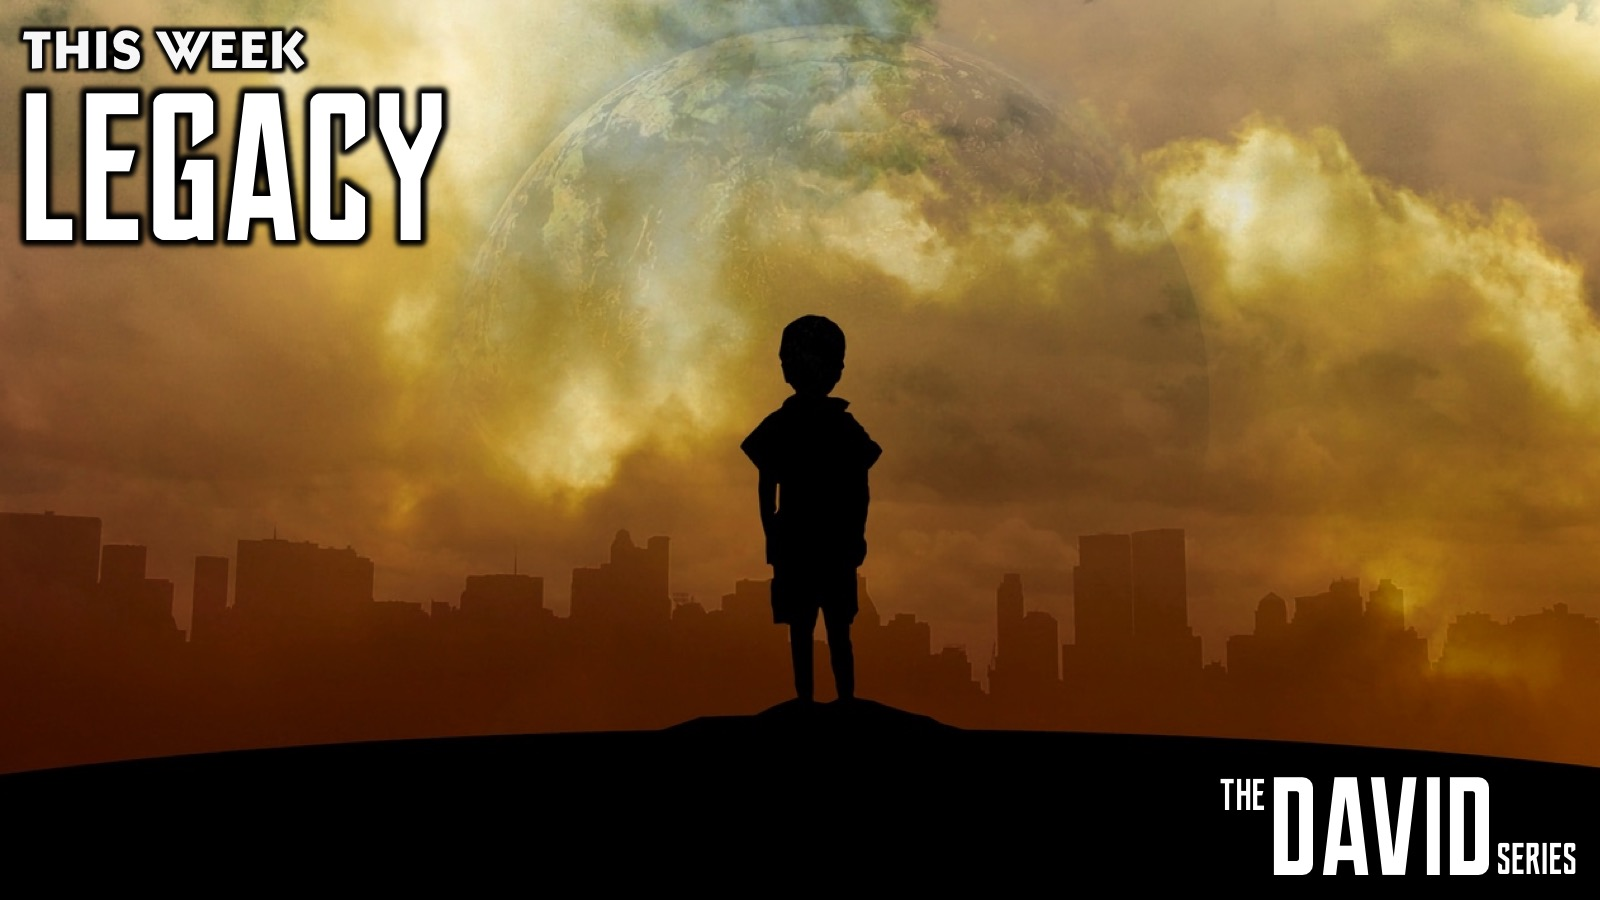 THIS WEEK
LEGACY
THE DAVID SERIES